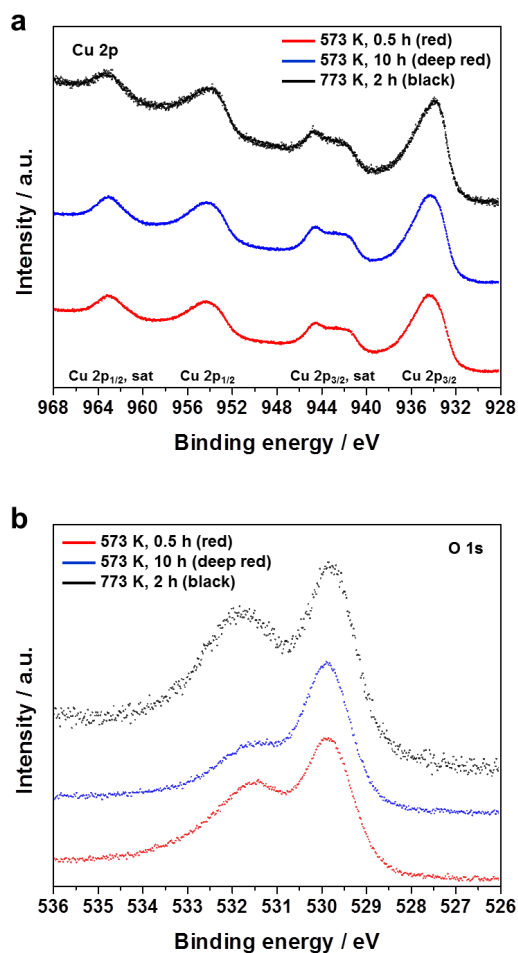 a
Cu 2p
573 K, 0.5 h (red)
573 K, 10 h (deep red)
773 K, 2 h (black)
Intensity / a.u.
Cu 2p1/2, sat Cu 2p1/2 Cu 2p3/2, sat Cu 2p3/2
968 964 960 956 952 948 944 940 936 932 928
Binding energy / eV
b
573 K, 0.5 h (red)
573 K, 10 h (deep red)
773 K, 2 h (black)
O 1s
Intensity / a.u.
536 535 534 533 532 531 530 529 528 527 526
Binding energy / eV